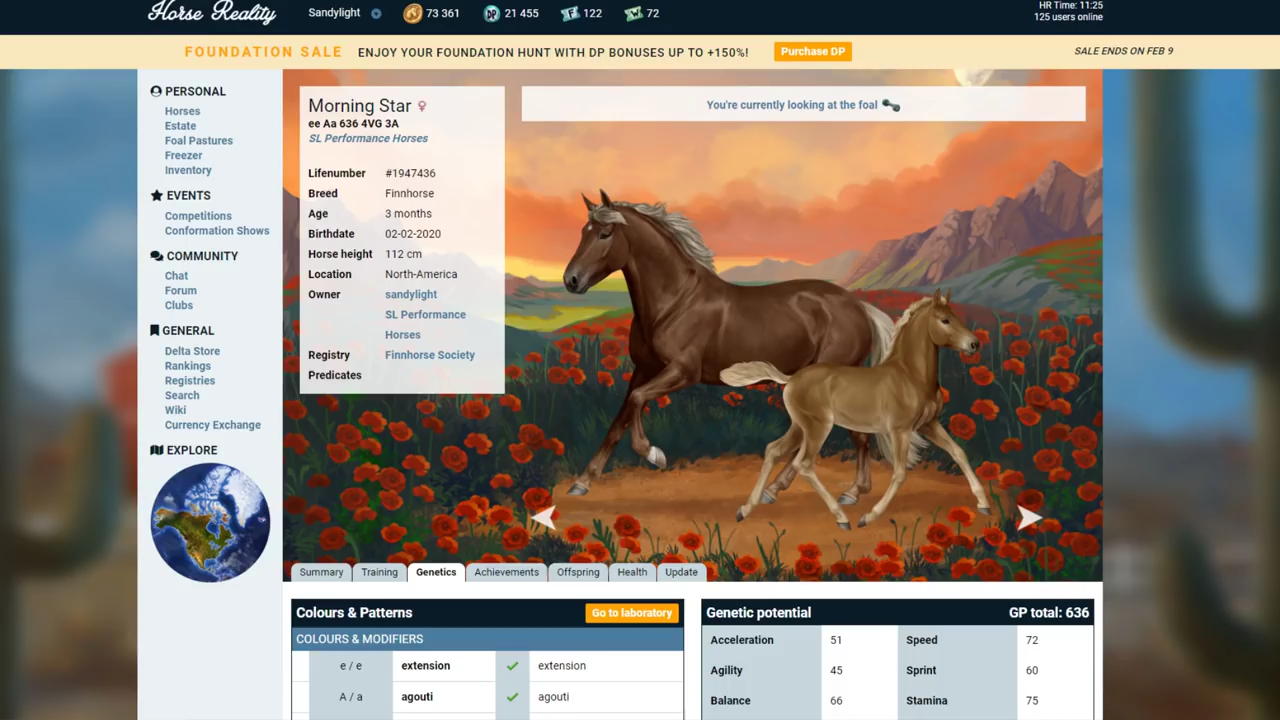 Horse Reality
Sandylight
73 361
21 455
122
72
HR Time: 11:25
125 users online
FOUNDATION SALE
ENJOY YOUR FOUNDATION HUNT WITH DP BONUSES UP TO +150%!
Purchase DP
SALE ENDS ON FEB 9
PERSONAL
Horses
Estate
Foal Pastures
Freezer
Inventory
EVENTS
Competitions
Conformation Shows
COMMUNITY
Chat
Forum
Clubs
GENERAL
Delta Store
Rankings
Registries
Search
Wiki
Currency Exchange
EXPLORE
Morning Star ♀
ee Aa 636 4VG 3A
SL Performance Horses
Lifenumber #1947436
Breed Finnhorse
Age 3 months
Birthdate 02-02-2020
Horse height 112 cm
Location North-America
Owner sandylight
SL Performance
Horses
Registry Finnhorse Society
Predicates
You're currently looking at the foal
Summary Training Genetics Achievements Offspring Health Update
Colours & Patterns Go to laboratory
COLOURS & MODIFIERS
e / e extension extension
A / a agouti agouti
Genetic potential GP total: 636
Acceleration 51 Speed 72
Agility 45 Sprint 60
Balance 66 Stamina 75